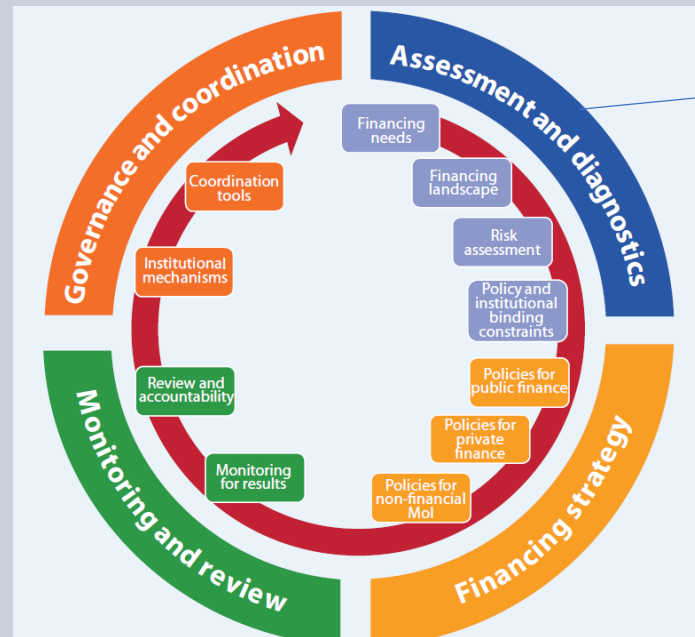 Assessment and diagnostics
Financing
needs
Financing
landscape
Risk
assessment
Policy and
institutional
binding
constraints
Financing strategy
Policies for
public finance
Policies for
private
finance
Policies for
non-financial
MoI
Monitoring and review
Monitoring
for results
Review and
accountability
Governance and coordination
Institutional
mechanisms
Coordination
tools